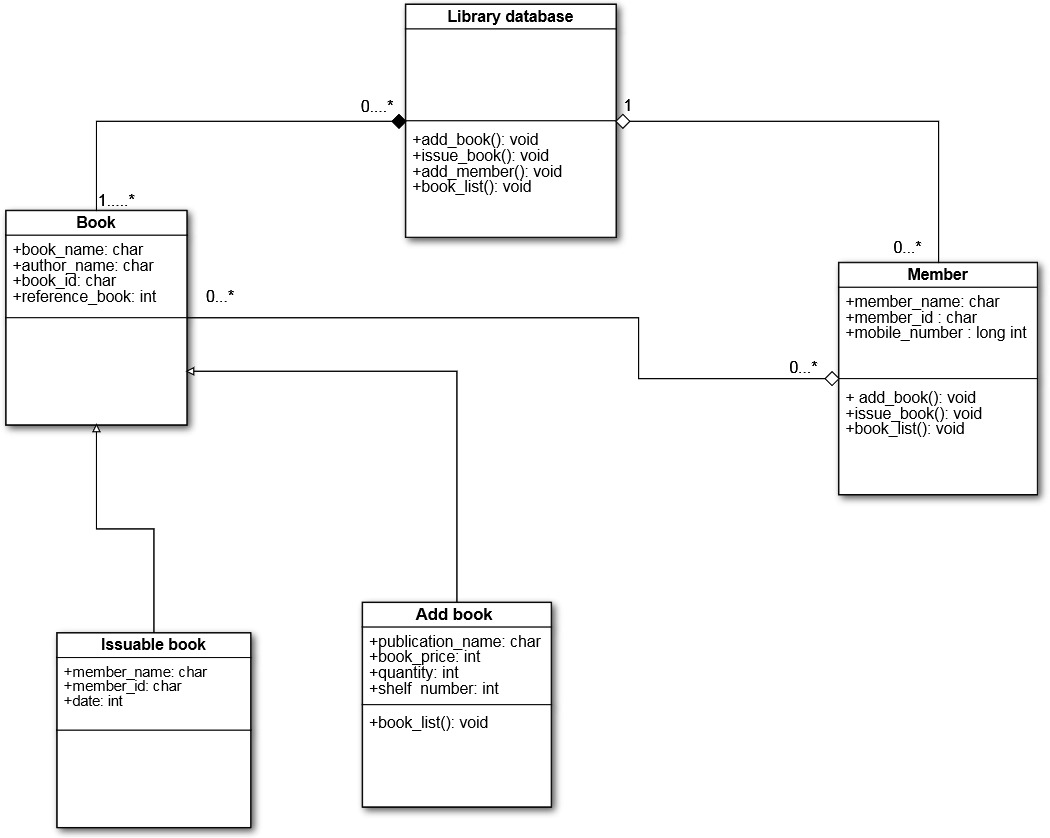 Library database
0....*
1
+add_book(): void
+issue_book(): void
+add_member(): void
+book_list(): void
1.....*
Book
+book_name: char
+author_name: char
+book_id: char
+reference_book: int
0...*
0...*
Member
+member_name: char
+member_id : char
+mobile_number : long int
0...*
+ add_book(): void
+issue_book(): void
+book_list(): void
Issuable book
+member_name: char
+member_id: char
+date: int
Add book
+publication_name: char
+book_price: int
+quantity: int
+shelf_number: int
+book_list(): void